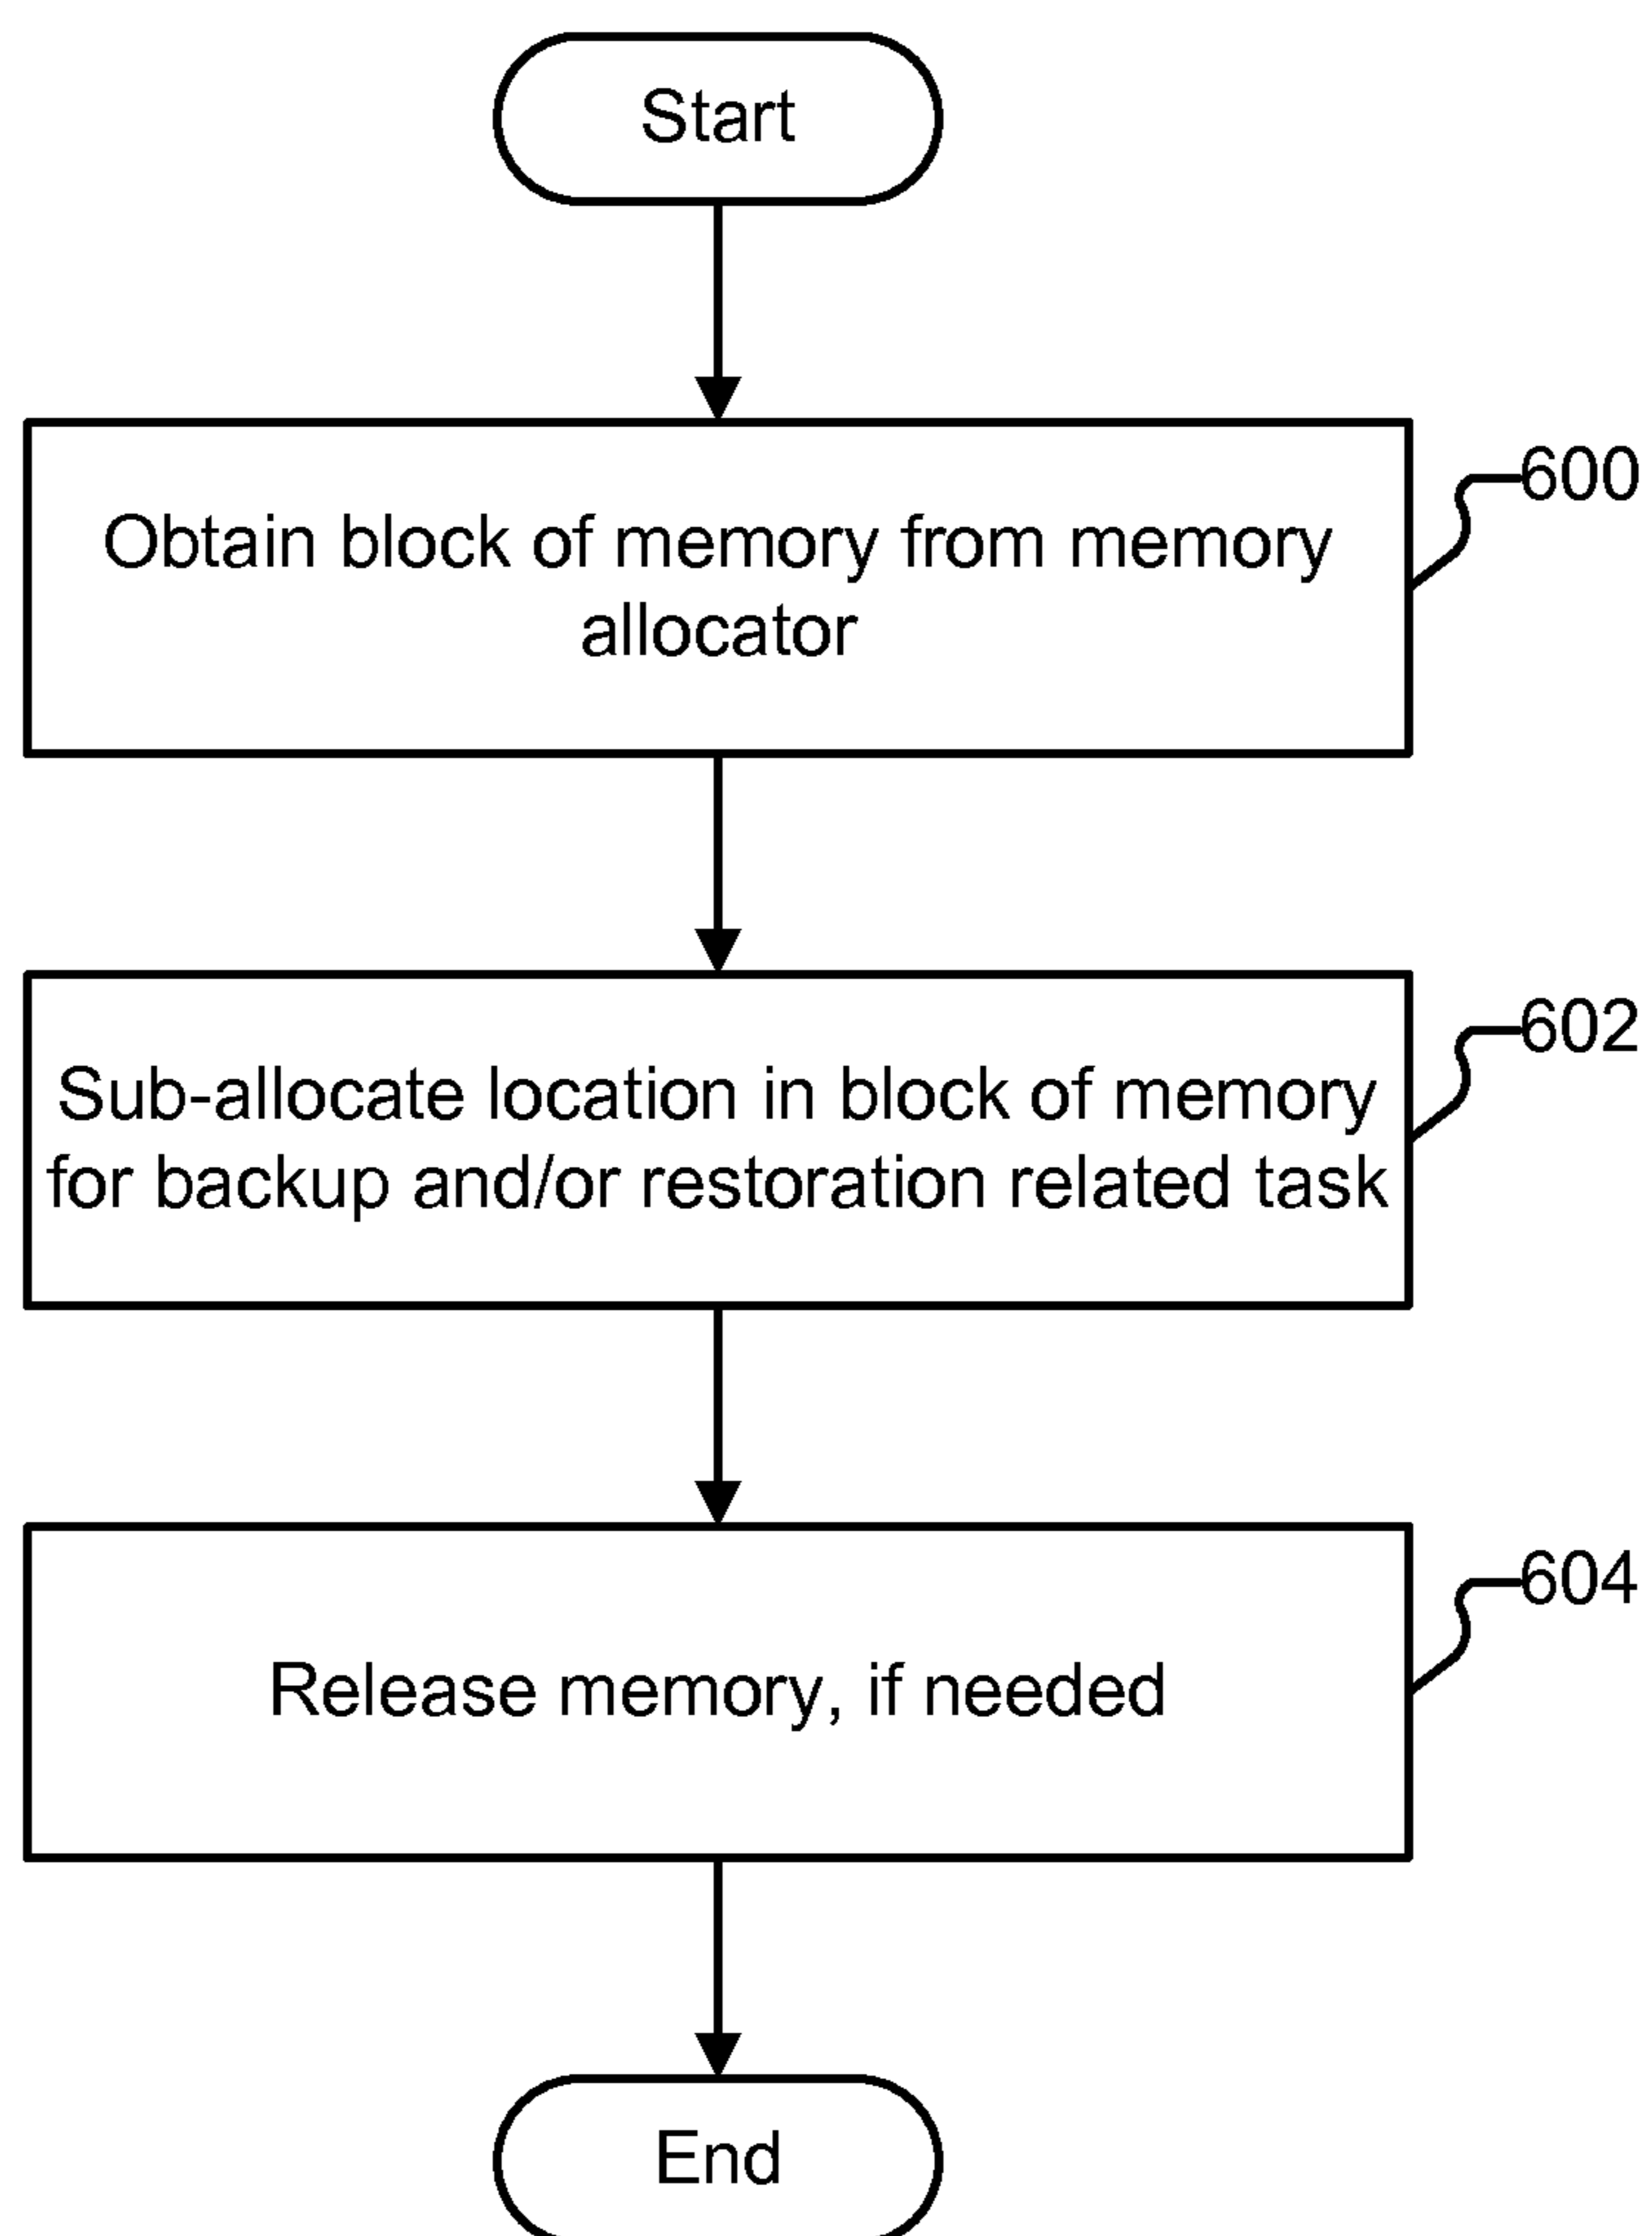 Start
600
Obtain block of memory from memory
allocator
602
Sub-allocate location in block of memory
for backup and/or restoration related task
604
Release memory, if needed
End